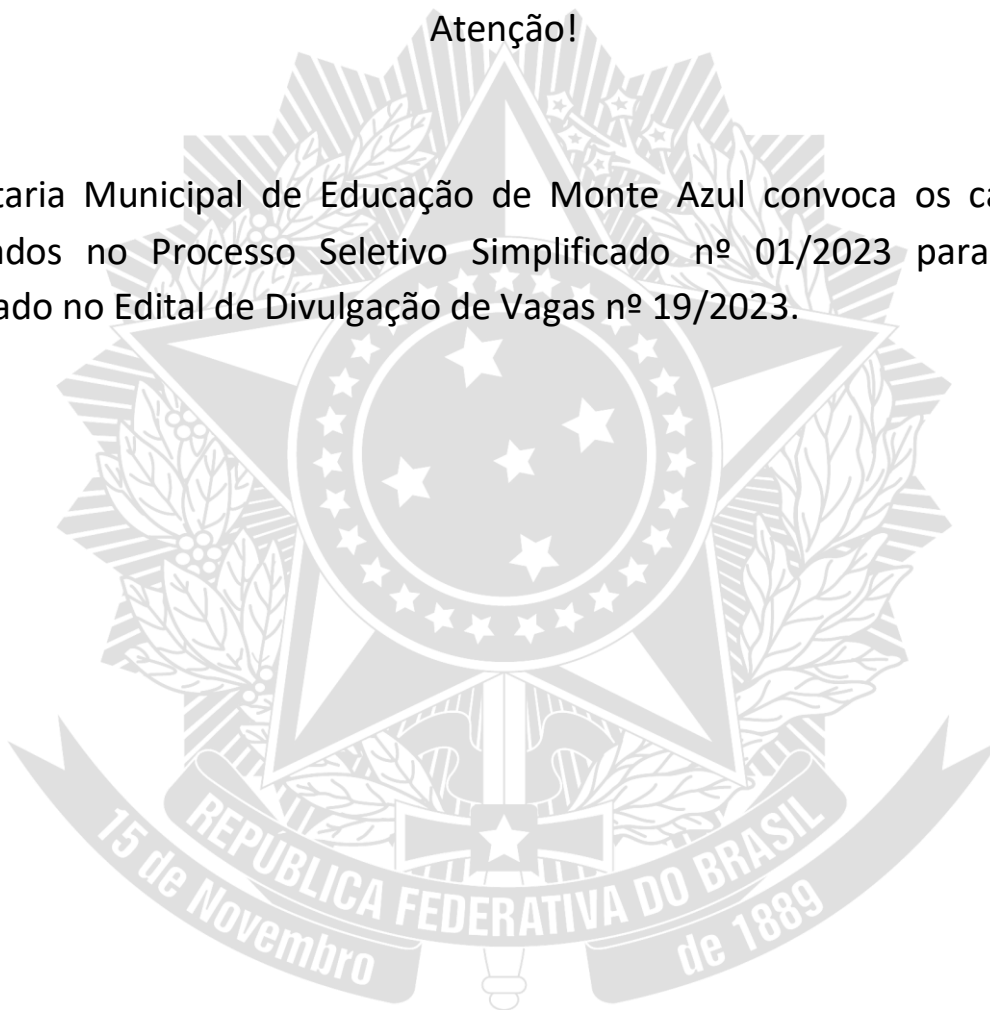 Atenção!
taria Municipal de Educação de Monte Azul convoca os ca
ados no Processo Seletivo Simplificado nº 01/2023 para
ado no Edital de Divulgação de Vagas nº 19/2023.
REPÚBLICA FEDERATIVA DO BRASIL
15 de Novembro de 1889